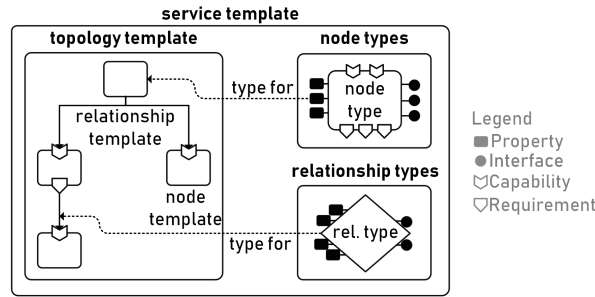 service template
topology template
node types
type for
node
type
relationship
template
node
template
relationship types
rel. type
type for
Legend
Property
Interface
Capability
Requirement